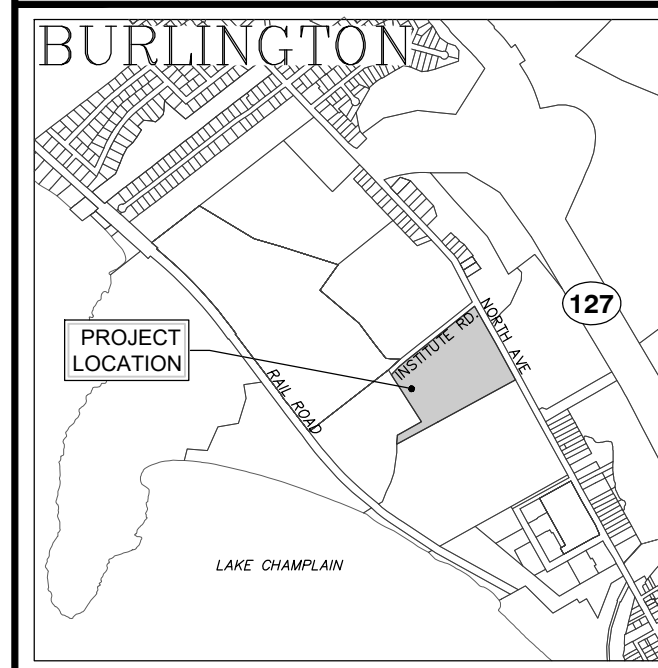 BURLINGTON
127
PROJECT
LOCATION
INSTITUTE RD.
NORTH AVE
RAIL ROAD
LAKE CHAMPLAIN